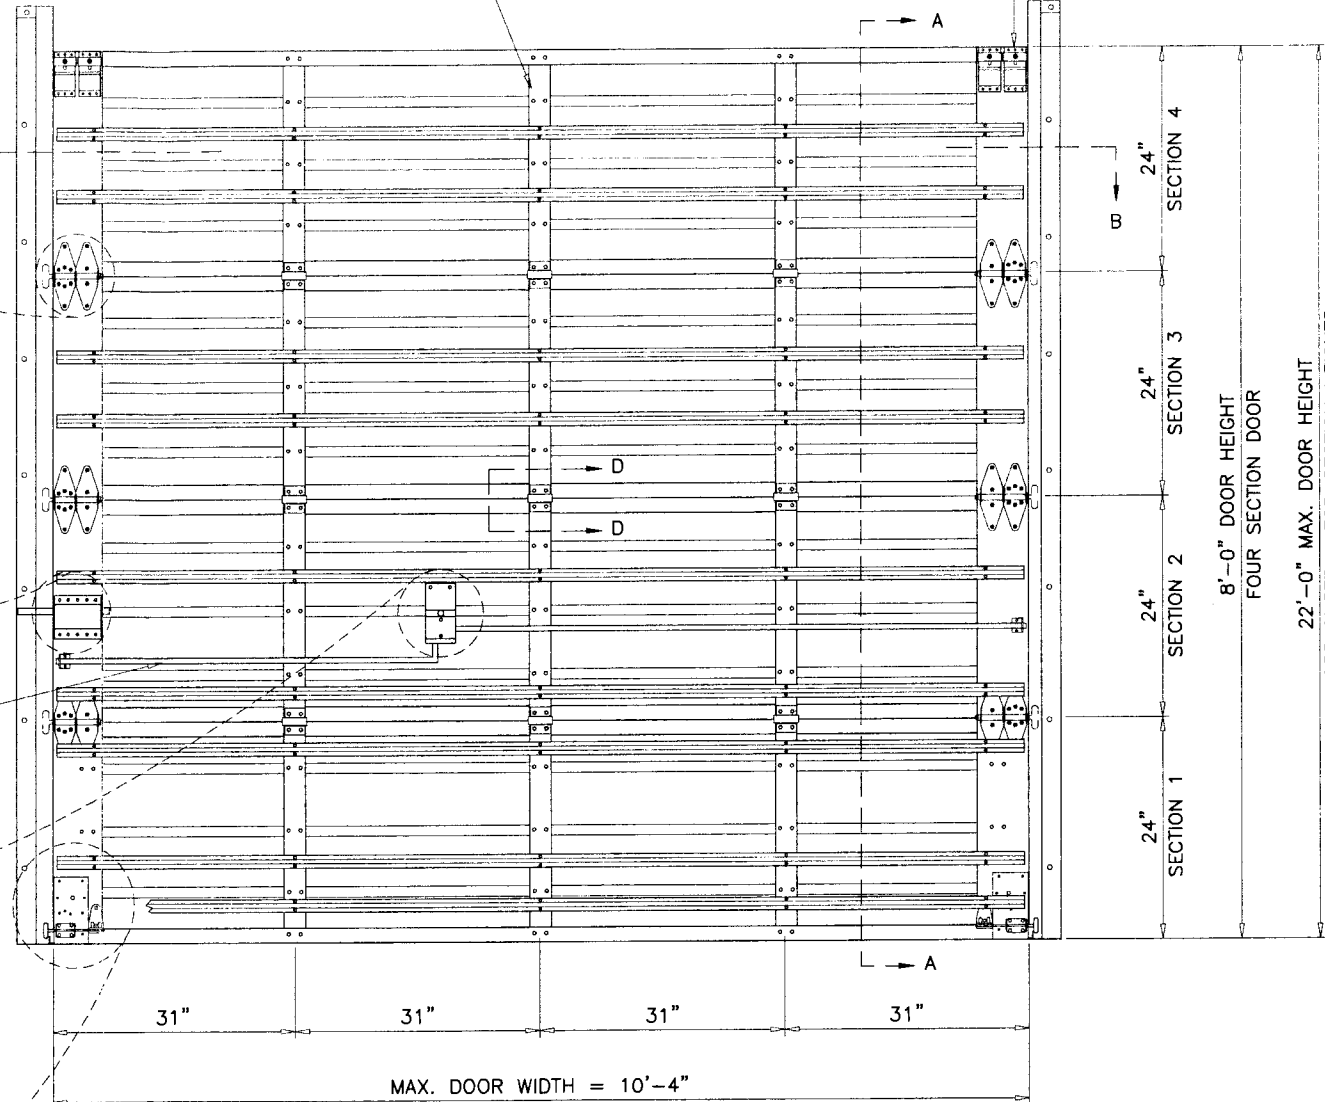 A
B
24"
SECTION 4
24"
SECTION 3
24"
SECTION 2
24"
SECTION 1
8'-0" DOOR HEIGHT
FOUR SECTION DOOR
22'-0" MAX. DOOR HEIGHT
D
D
A
31"
31"
31"
31"
MAX. DOOR WIDTH = 10'-4"